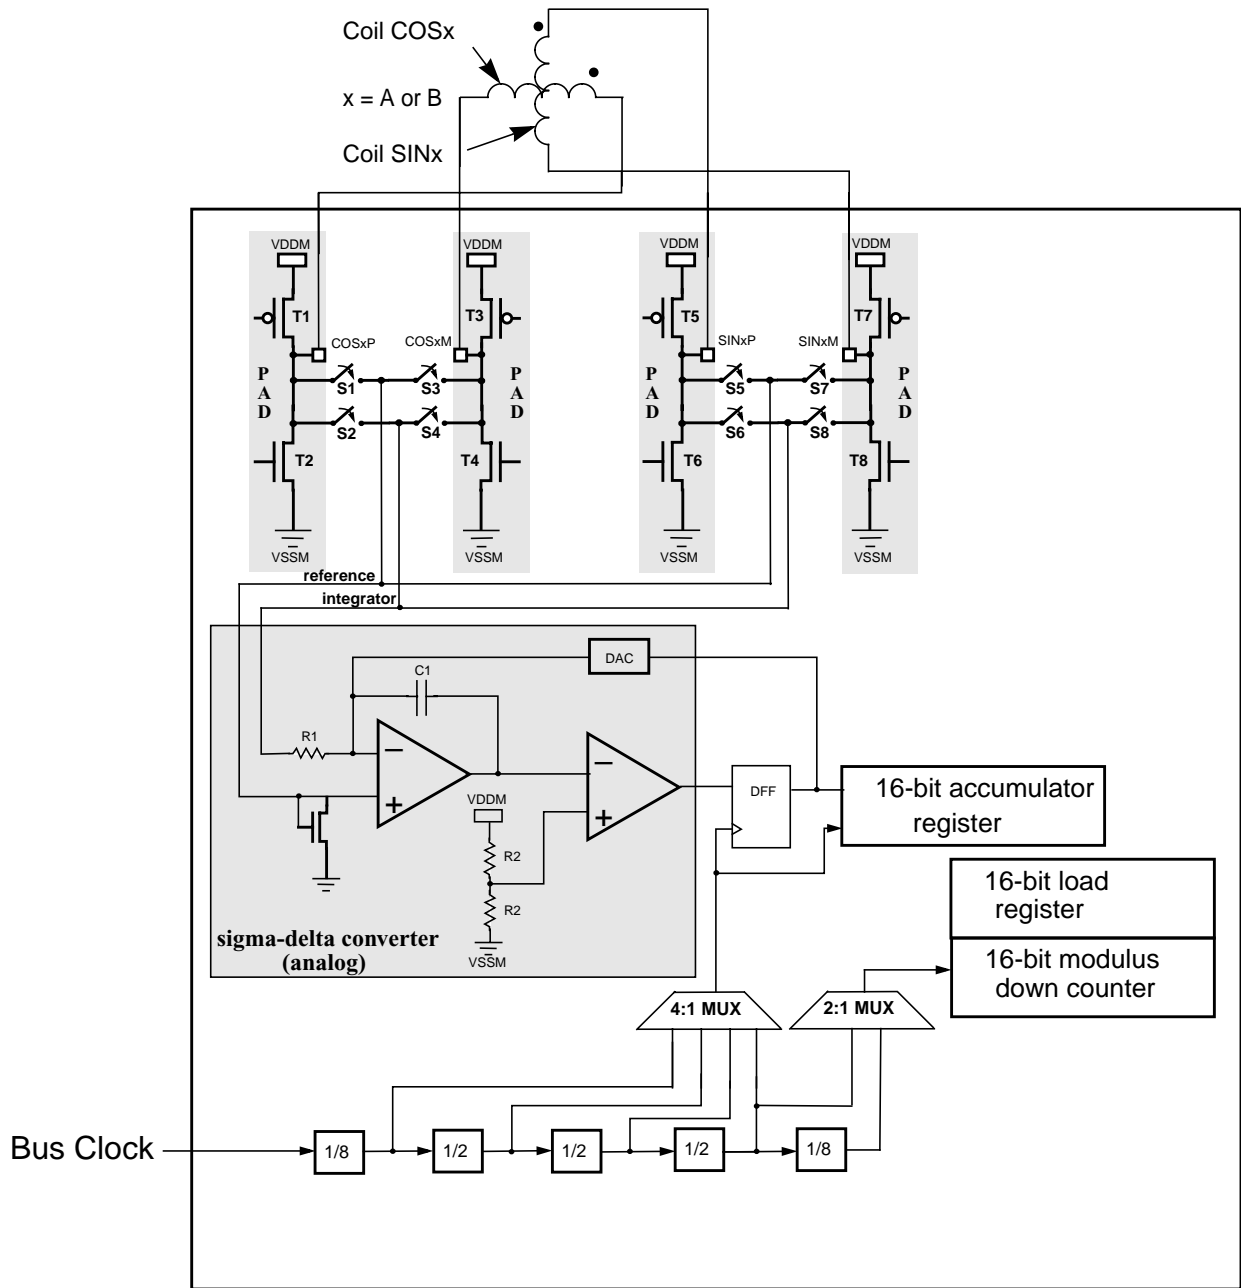 Coil COSx
x = A or B
Coil SINx
VDDM
VDDM
VDDM
VDDM
T1
T3
T5
T7
COSxP
COSxM
SINxP
SINxM
P
A
D
S1
S3
P
A
D
P
A
D
S5
S7
P
A
D
S2
S4
S6
S8
T2
T4
T6
T8
VSSM
VSSM
VSSM
VSSM
reference
integrator
DAC
C1
R1
VDDM
R2
R2
VSSM
DFF
16-bit accumulator
register
16-bit load
register
16-bit modulus
down counter
sigma-delta converter
(analog)
4:1 MUX
2:1 MUX
Bus Clock
1/8
1/2
1/2
1/2
1/8